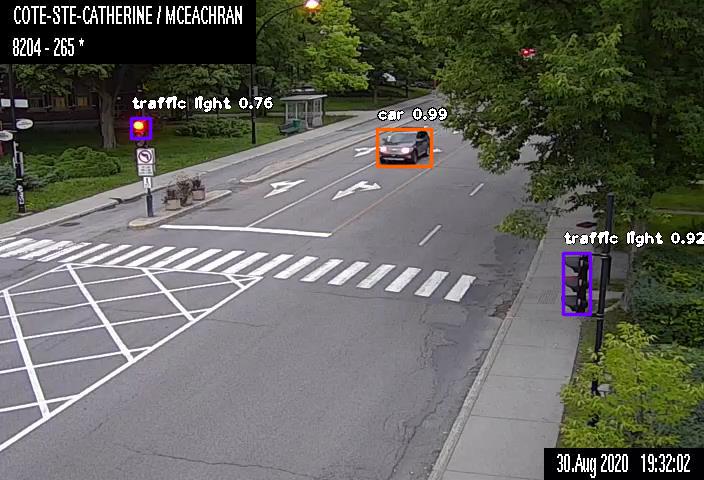 COTE-STE-CATHERINE / MCEACHRAN
8204 - 265 *
traffic light 0.76
car 0.99
traffic light 0.92
30.Aug 2020 19:32:02